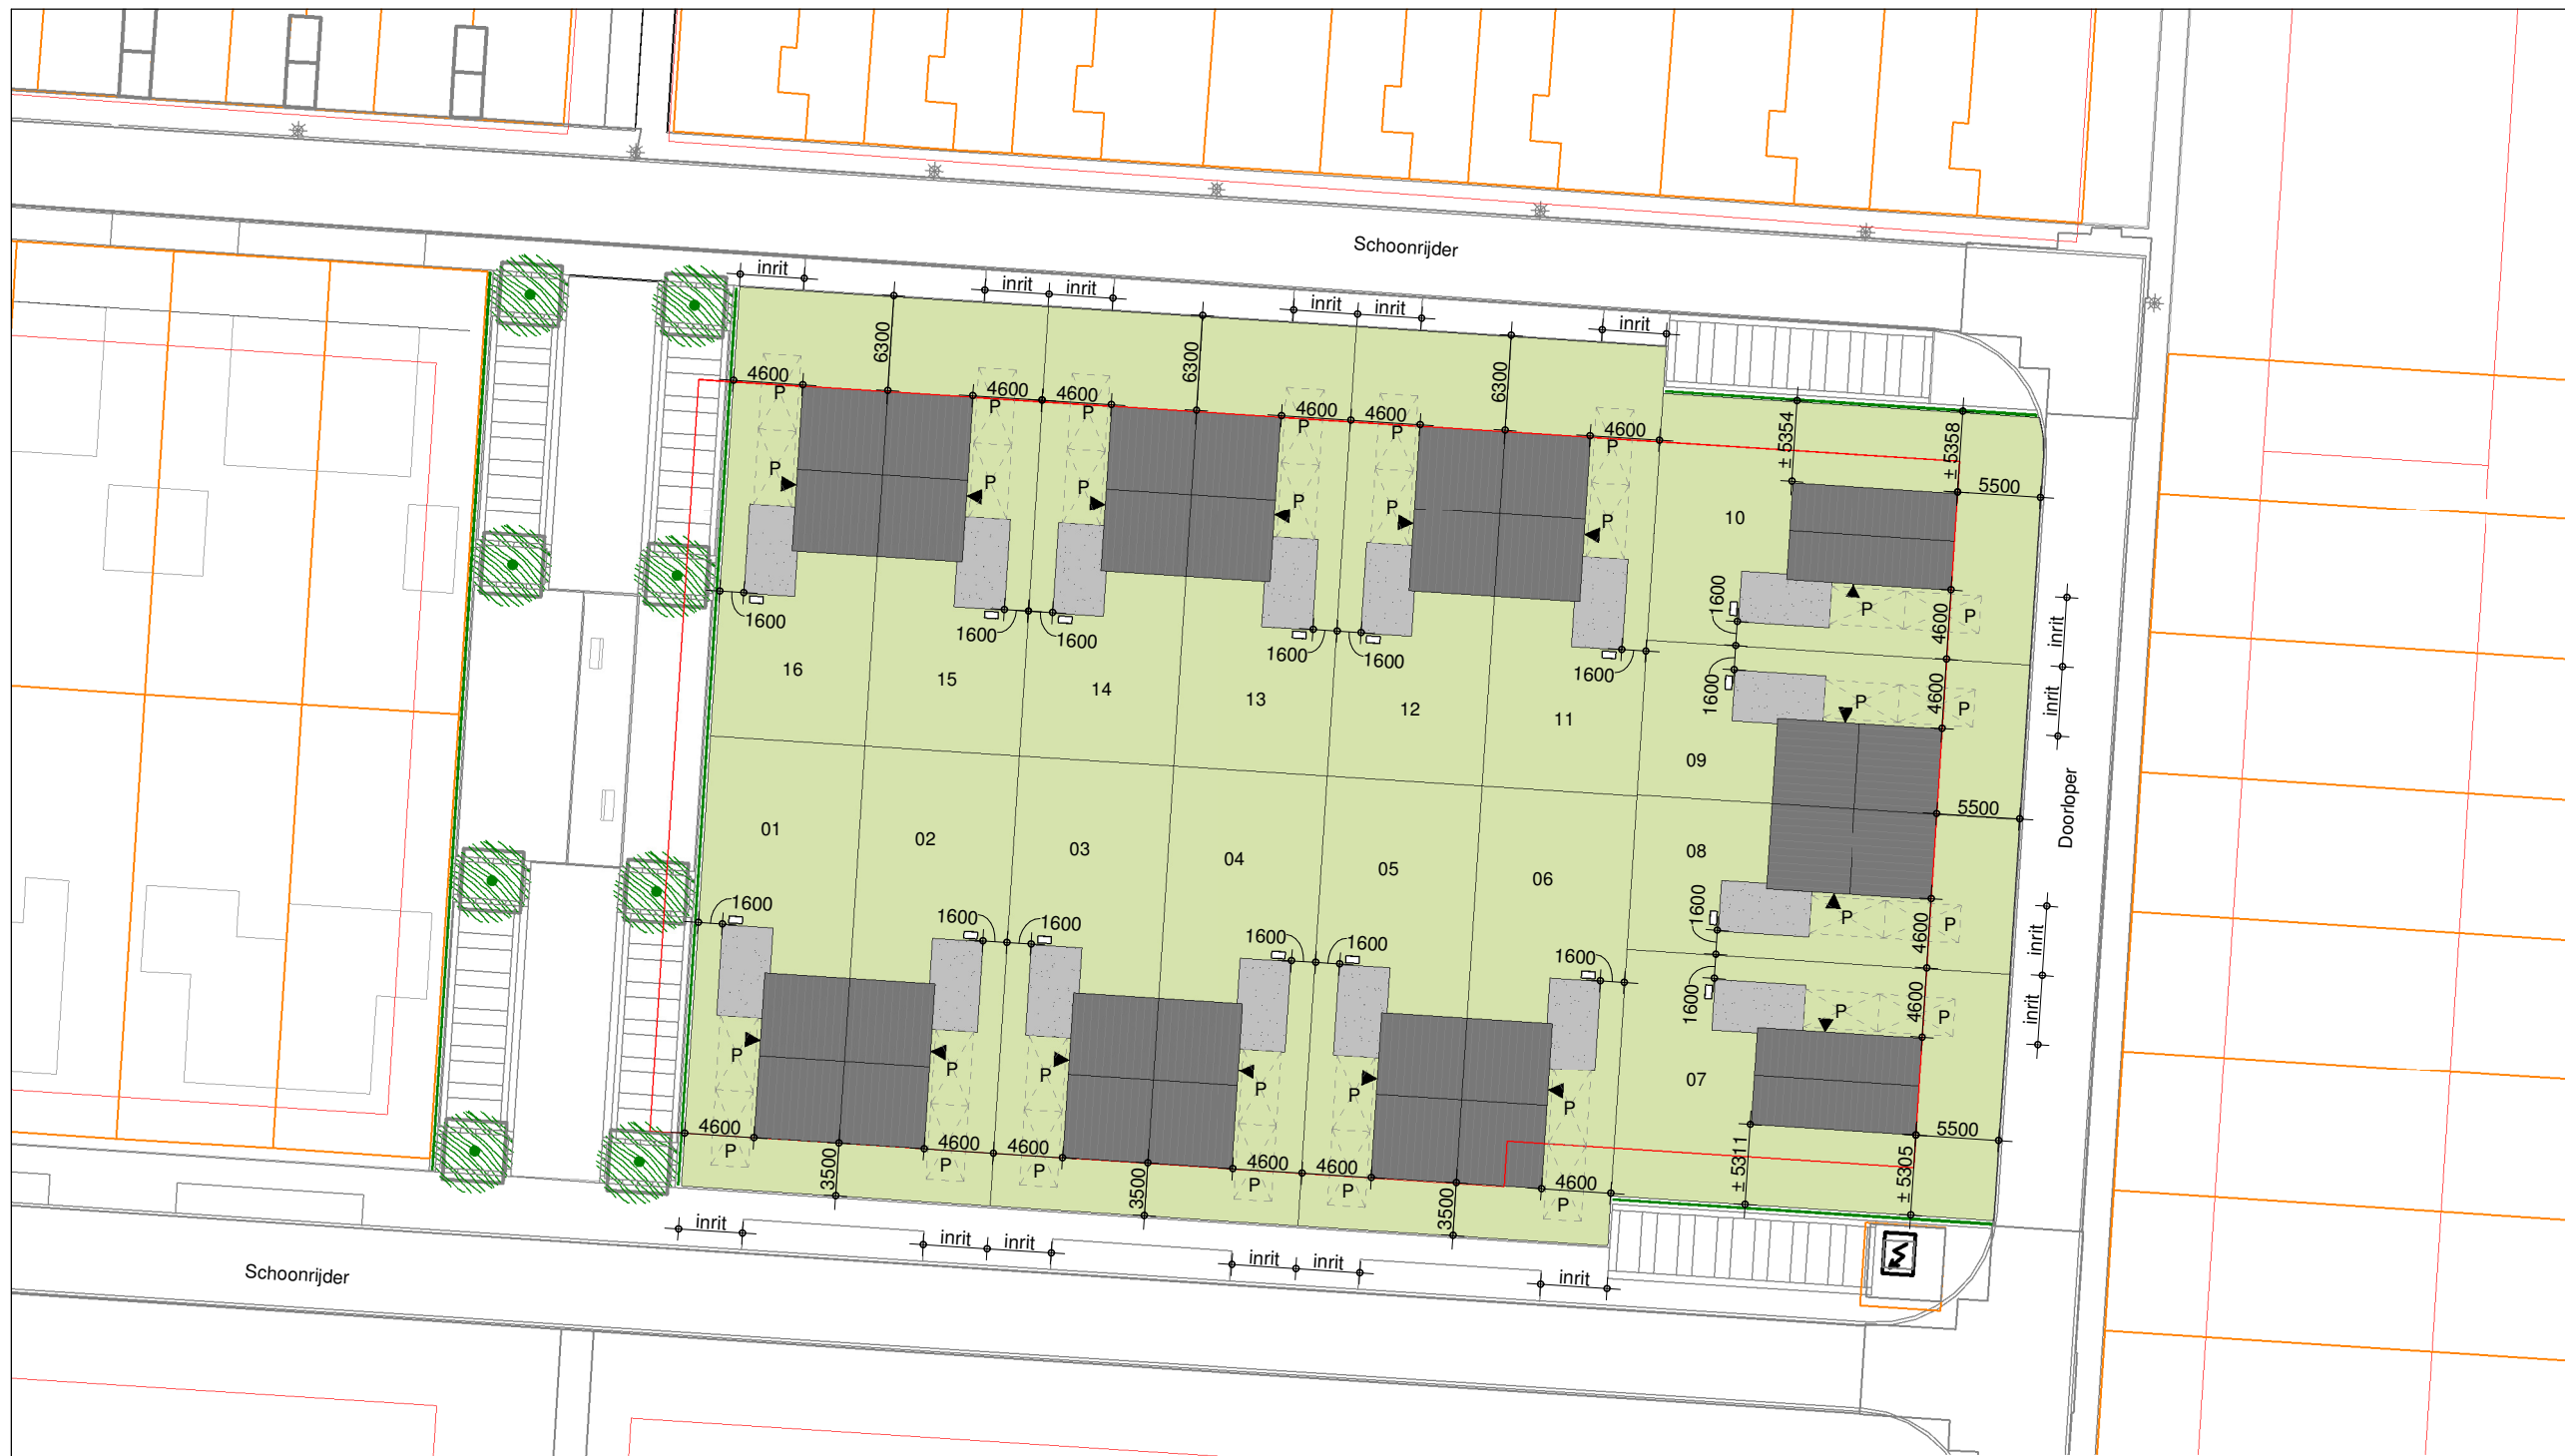 Schoonrijder
inrit
inrit
inrit
inrit
inrit
inrit
6300
6300
6300
4600
4600
4600
4600
4600
4600
P
P
P
P
P
P
± 5354
± 5358
5500
P
P
P
P
P
P
10
1600
P
P
4600
inrit
1600
1600
1600
1600
1600
1600
16
15
14
13
12
11
1600
P
P
4600
inrit
09
5500
Doorloper
01
02
03
04
05
06
08
1600
P
P
4600
inrit
1600
1600
1600
1600
1600
1600
1600
P
P
4600
inrit
P
P
P
P
P
P
07
5500
4600
4600
4600
4600
4600
4600
P
P
P
P
P
P
3500
3500
3500
± 5311
± 5305
inrit
inrit
inrit
inrit
inrit
inrit
Schoonrijder